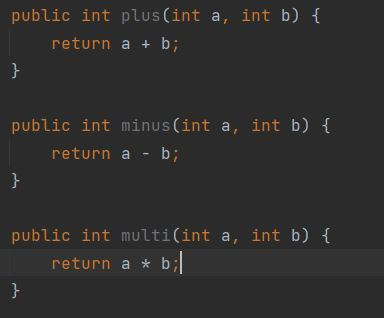 public int plus(int a, int b) {
    return a + b;
}
public int minus(int a, int b) {
    return a - b;
}
public int multi(int a, int b) {
    return a * b;
}